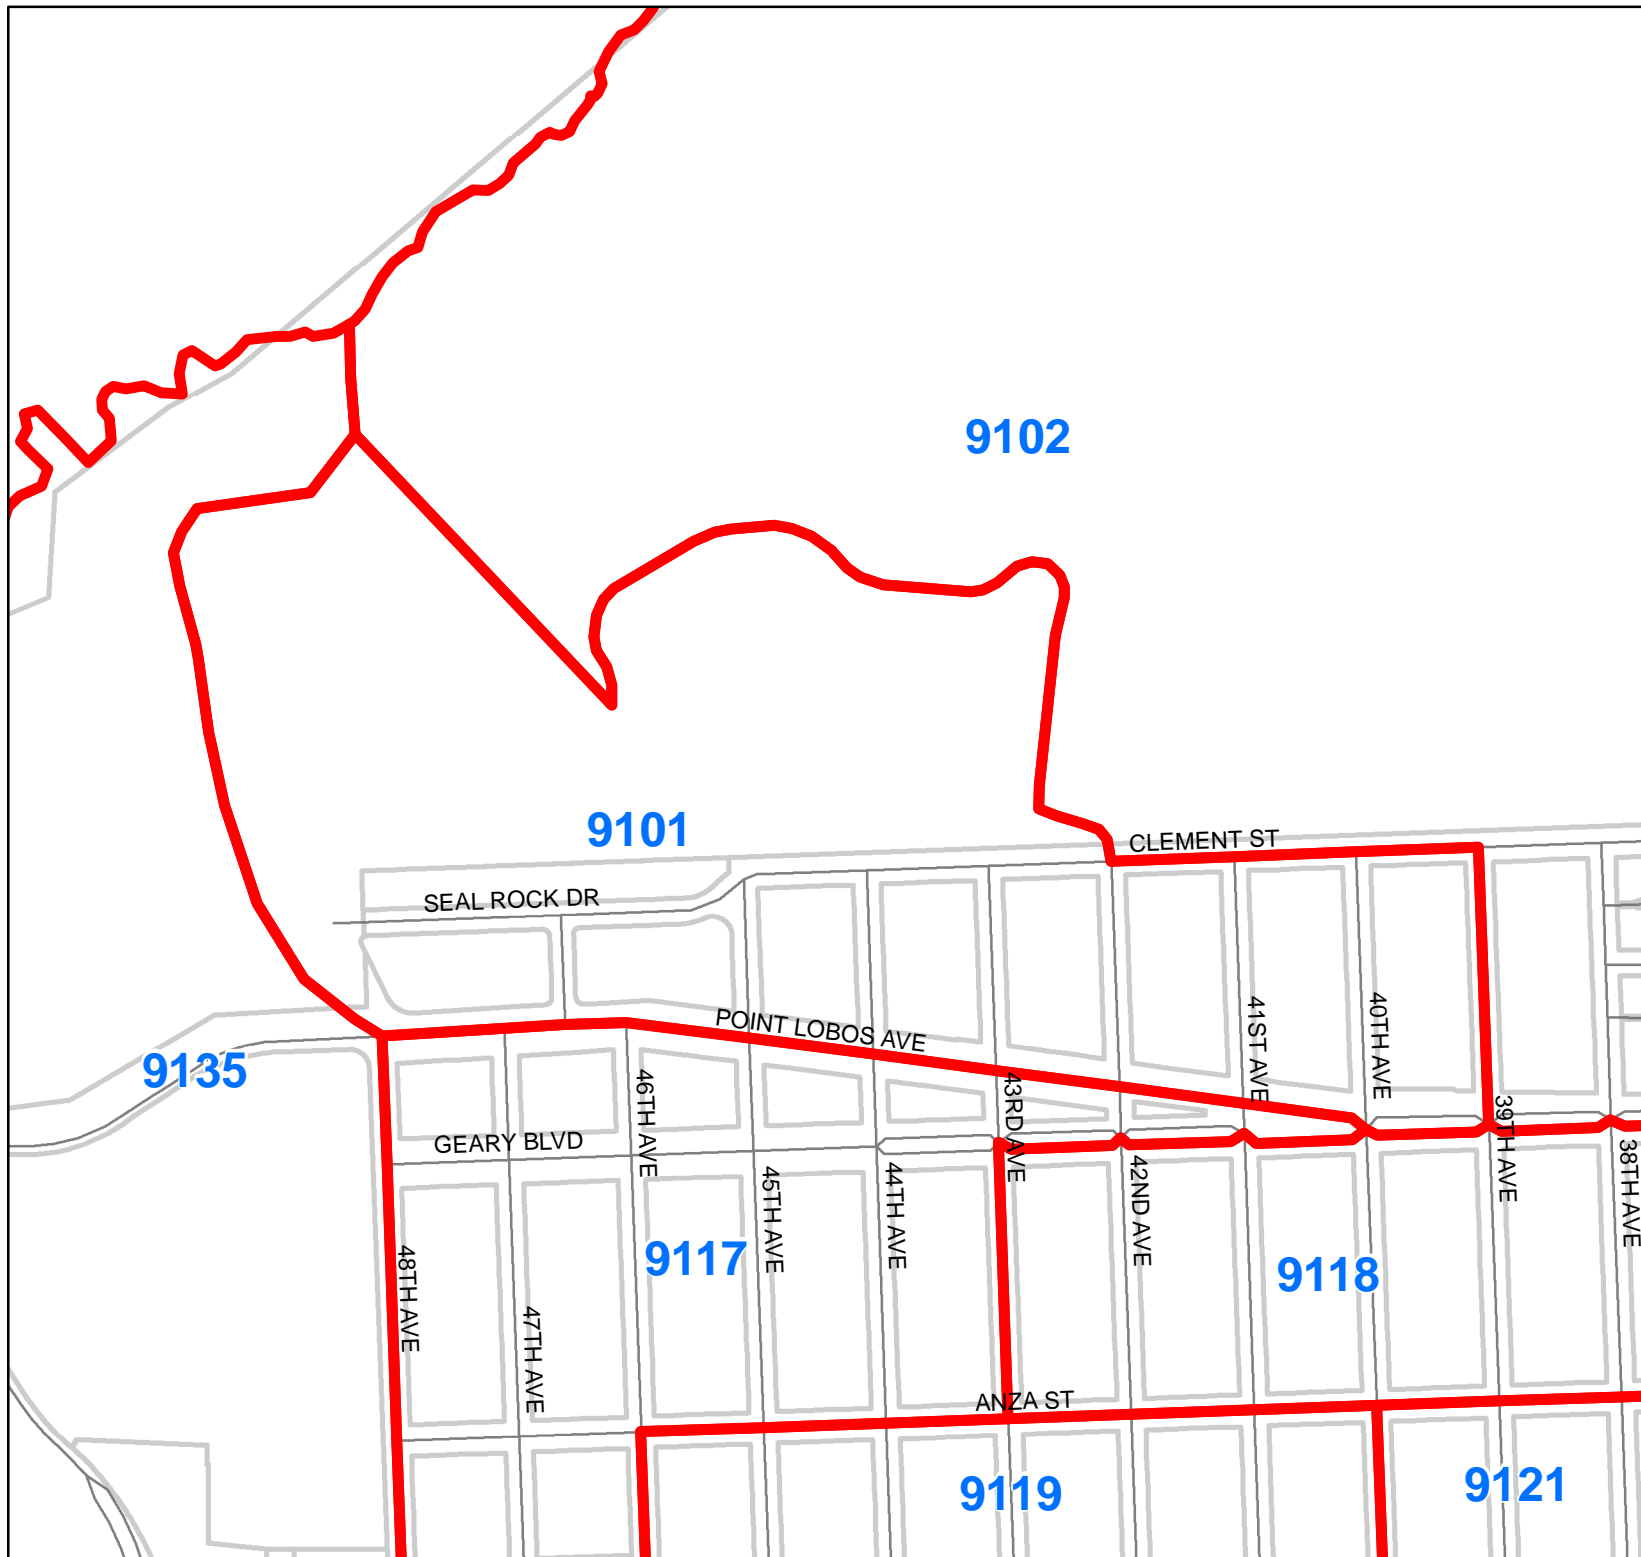 9102
9101
CLEMENT ST
SEAL ROCK DR
POINT LOBOS AVE
41ST AVE
40TH AVE
9135
46TH AVE
43RD AVE
39TH AVE
GEARY BLVD
38TH AVE
45TH AVE
44TH AVE
42ND AVE
9117
9118
48TH AVE
47TH AVE
ANZA ST
9119
9121